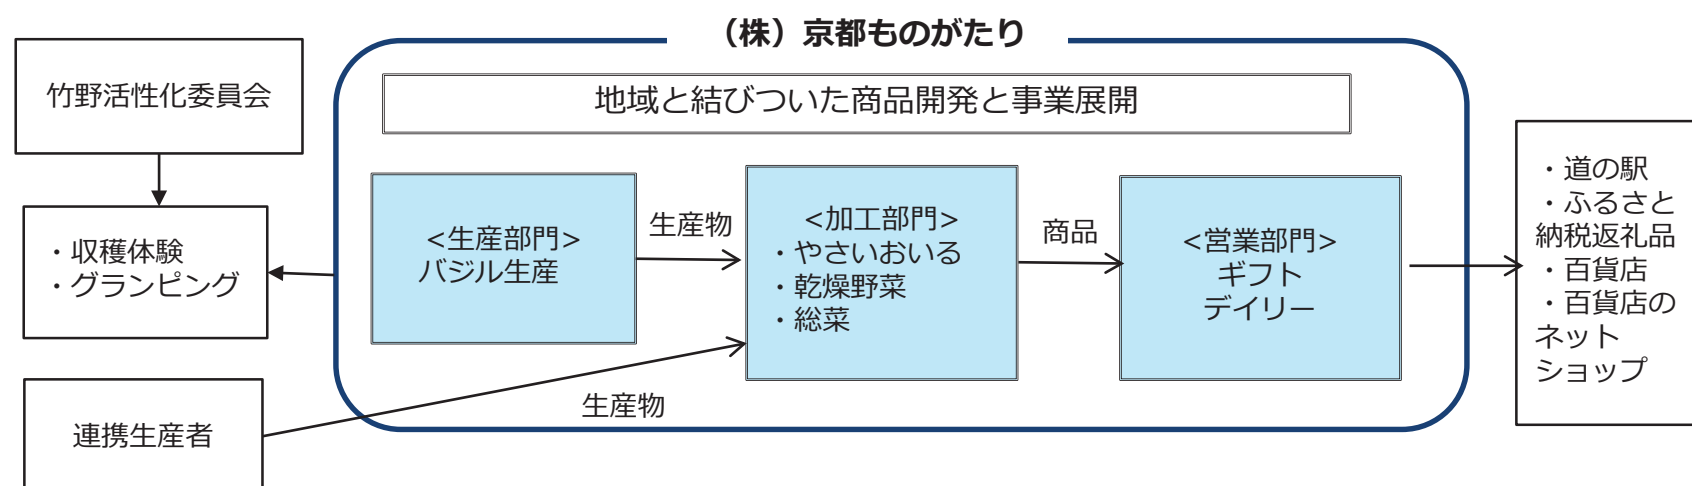 （株）京都ものがたり
竹野活性化委員会
地域と結びついた商品開発と事業展開
・収穫体験
・グランピング
<生産部門>
バジル生産
生産物
<加工部門>
・やさいおいる
・乾燥野菜
・総菜
商品
<営業部門>
ギフト
デイリー
・道の駅
・ふるさと
納税返礼品
・百貨店
・百貨店の
ネット
ショップ
連携生産者
生産物